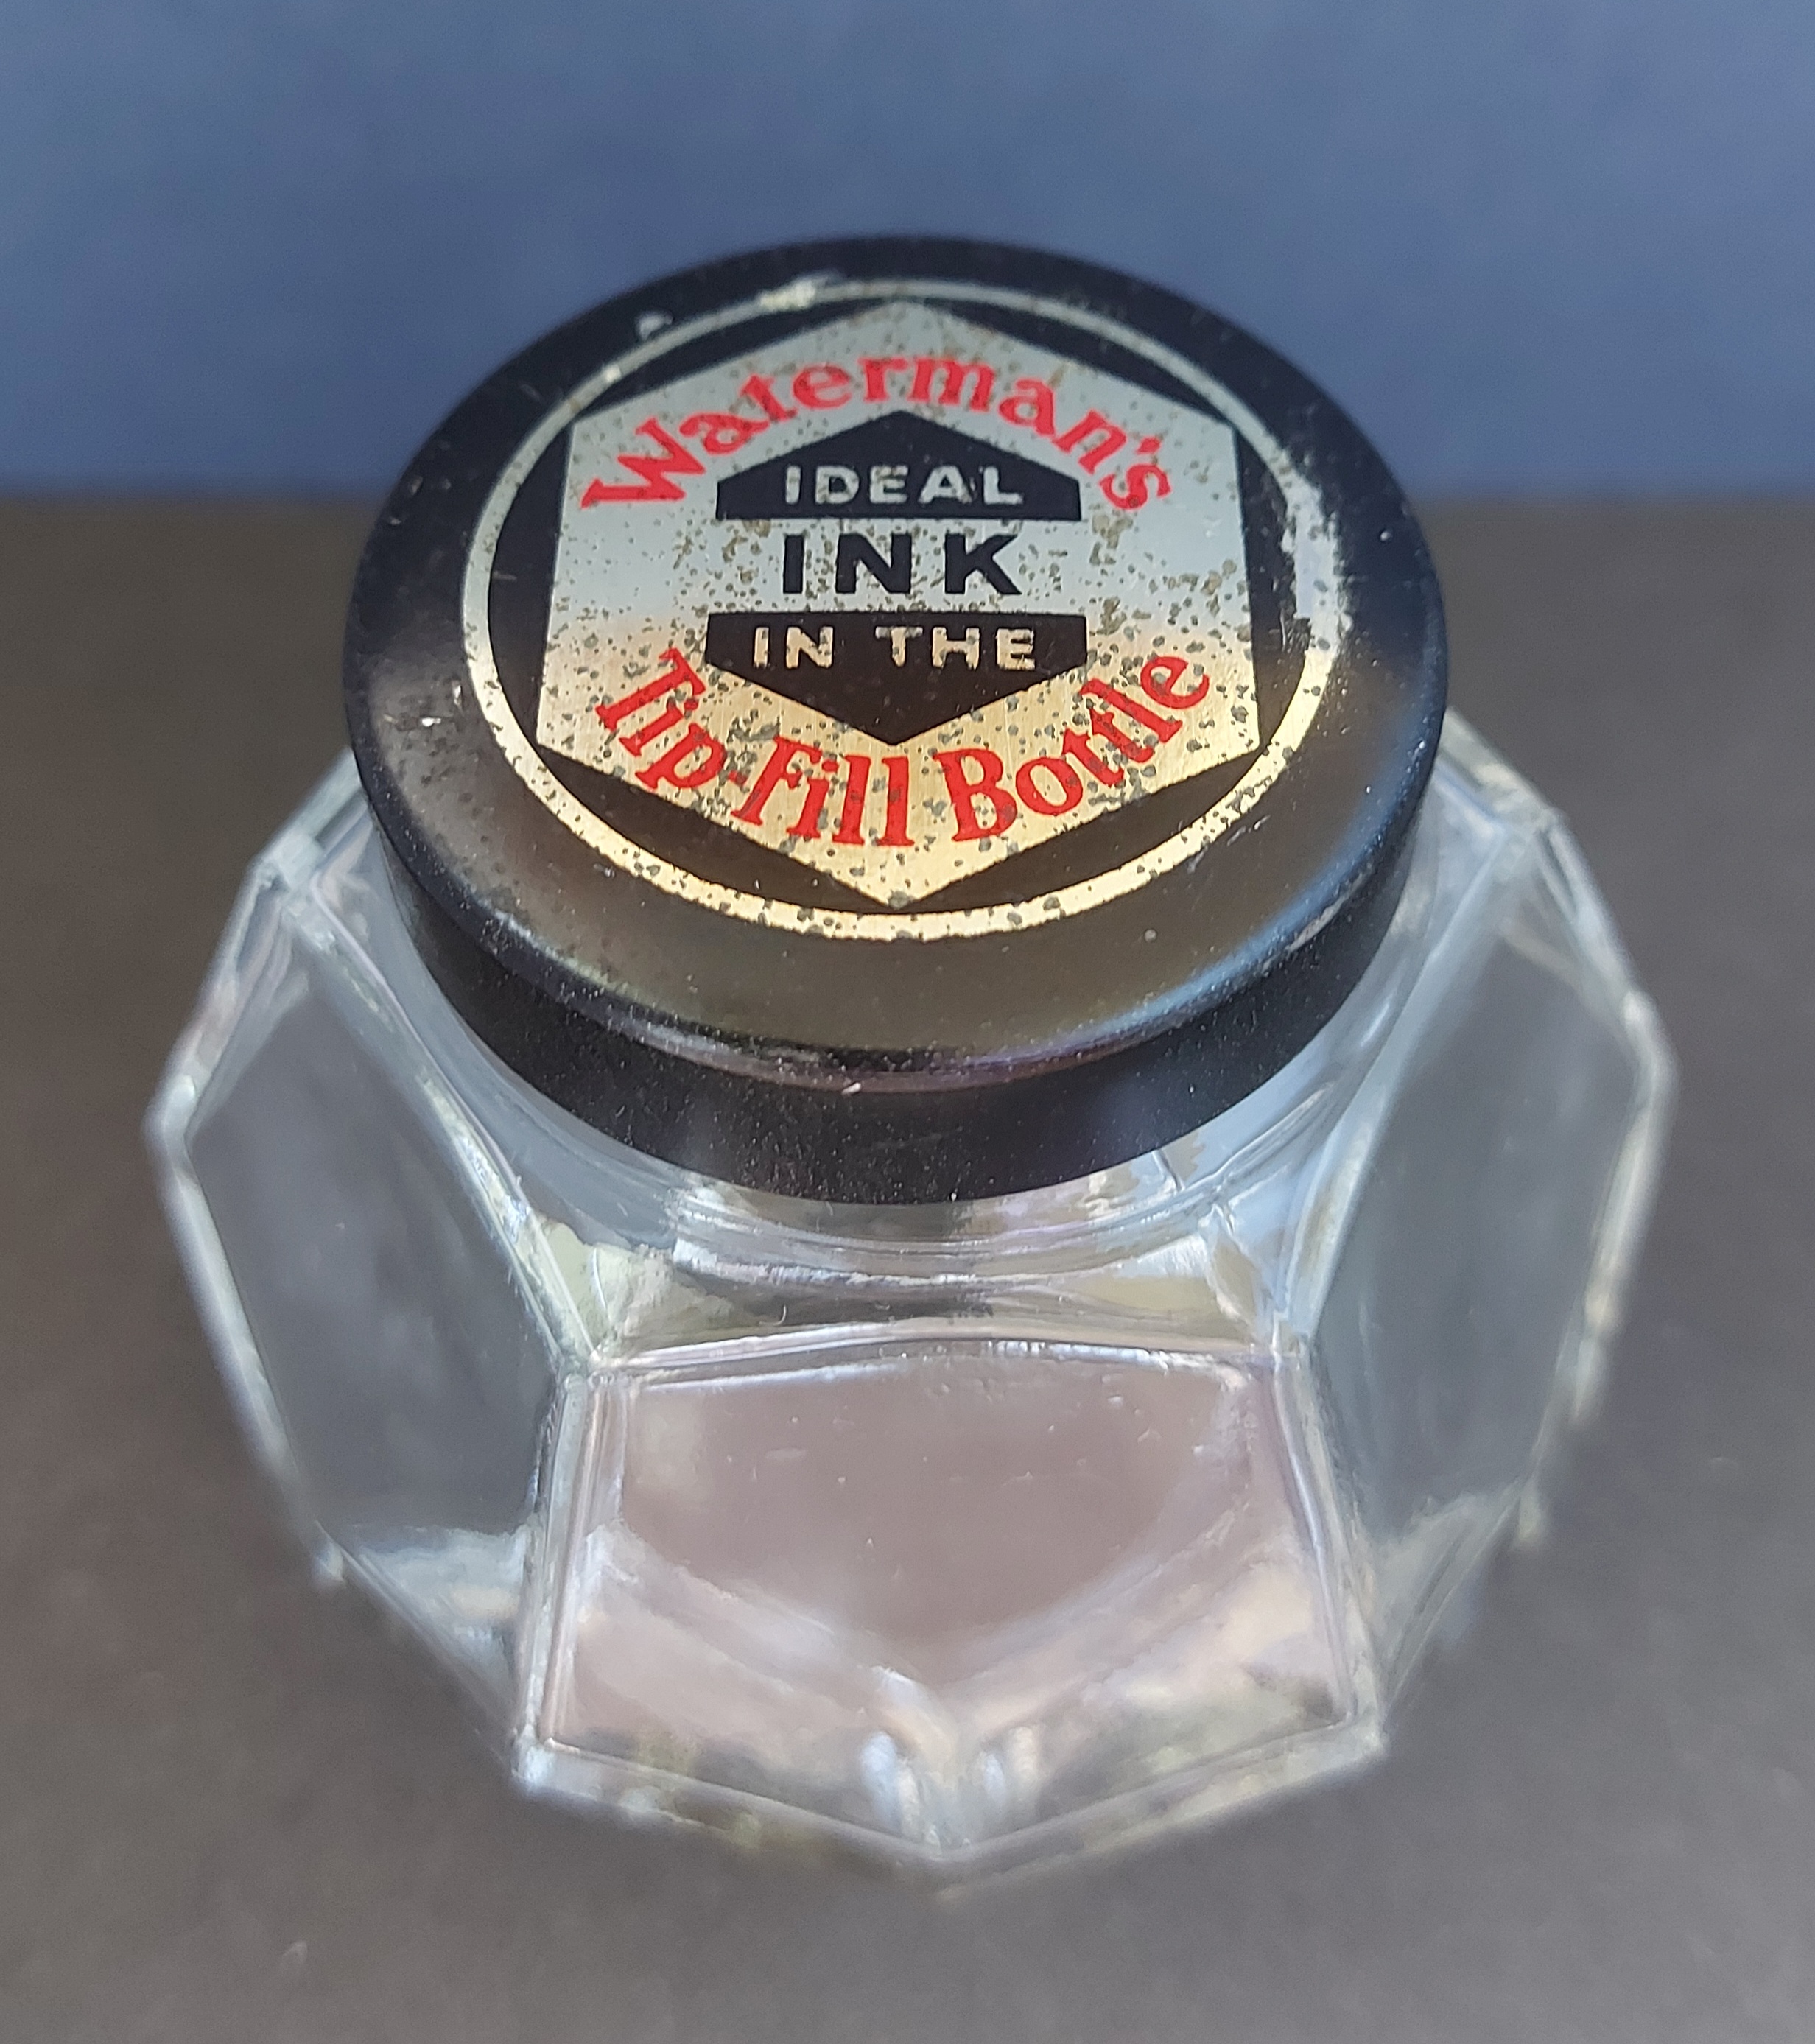 Waterman's
IDEAL
INK
IN THE
Tip-Fill Bottle